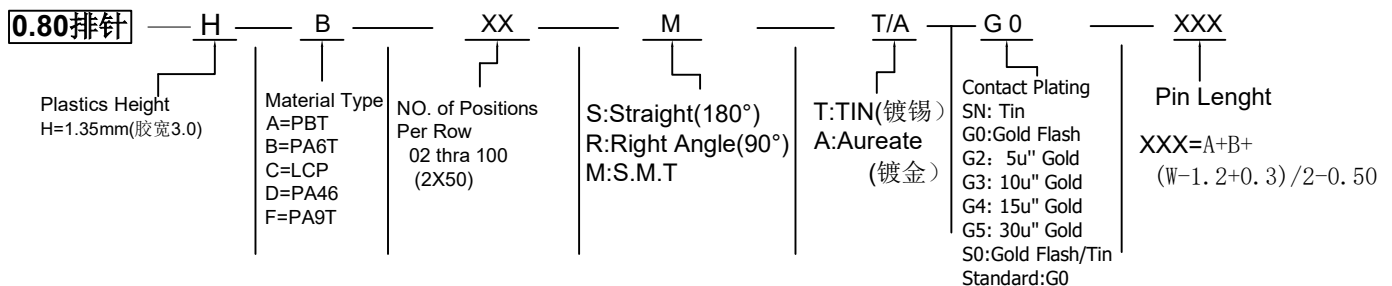 0.80排针 H B XX M T/A G 0 XXX
Plastics Height
H=1.35mm(胶宽3.0)
Material Type
A=PBT
B=PA6T
C=LCP
D=PA46
F=PA9T
NO. of Positions
Per Row
02 thra 100
(2X50)
S:Straight(180°)
R:Right Angle(90°)
M:S.M.T
T:TIN(镀锡）
A:Aureate
(镀金）
Contact Plating
SN: Tin
G0:Gold Flash
G2: 5u" Gold
G3: 10u" Gold
G4: 15u" Gold
G5: 30u" Gold
S0:Gold Flash/Tin
Standard:G0
Pin Lenght
XXX=A+B+
(W-1.2+0.3)/2-0.50